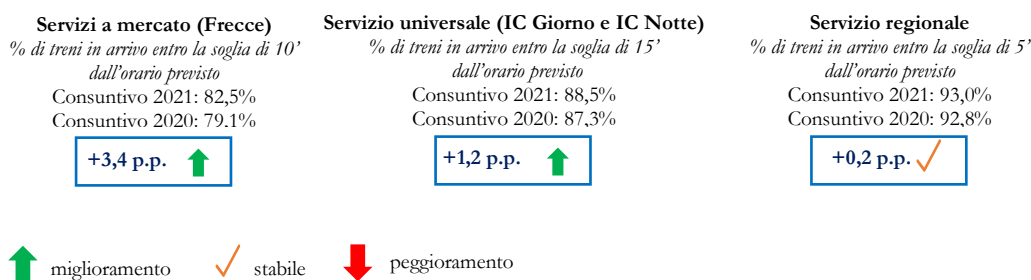 Servizi a mercato (Frecce)
% di treni in arrivo entro la soglia di 10’
dall’orario previsto
Consuntivo 2021: 82,5%
Consuntivo 2020: 79,1%
+3,4 p.p.
Servizio universale (IC Giorno e IC Notte)
% di treni in arrivo entro la soglia di 15’
dall’orario previsto
Consuntivo 2021: 88,5%
Consuntivo 2020: 87,3%
+1,2 p.p.
Servizio regionale
% di treni in arrivo entro la soglia di 5’
dall’orario previsto
Consuntivo 2021: 93,0%
Consuntivo 2020: 92,8%
+0,2 p.p.
miglioramento
stabile
peggioramento